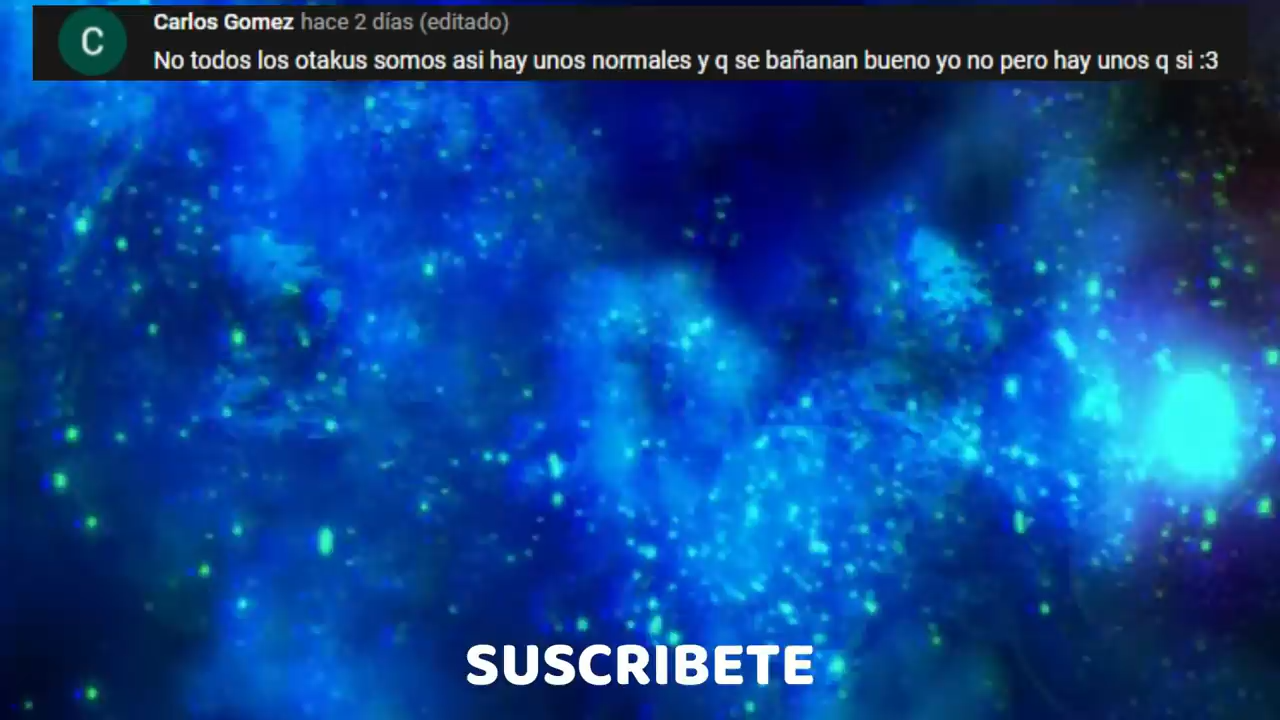 C
Carlos Gomez hace 2 días (editado)
No todos los otakus somos asi hay unos normales y q se bañanan bueno yo no pero hay unos q si :3
SUSCRIBETE